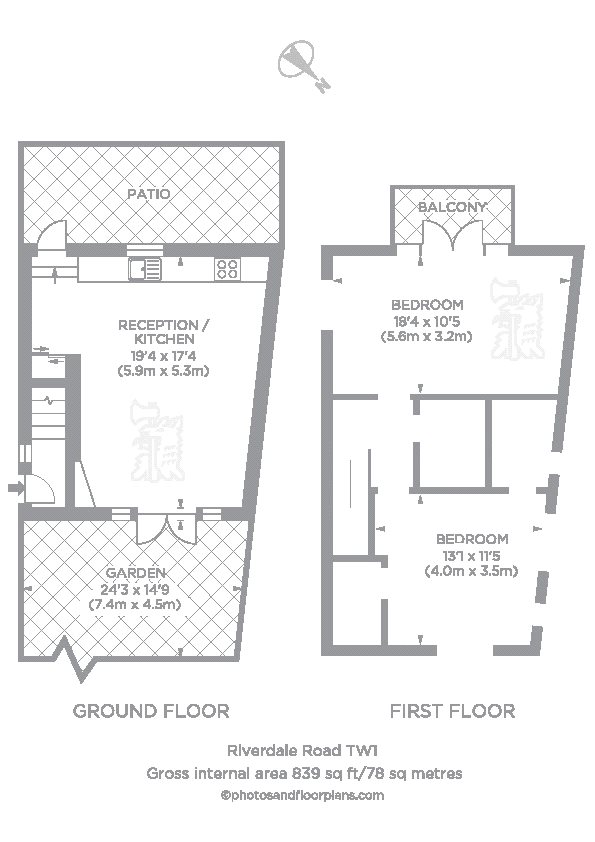 N
PATIO
BALCONY
RECEPTION /
KITCHEN
19'4 x 17'4
(5.9m x 5.3m)
BEDROOM
18'4 x 10'5
(5.6m x 3.2m)
GARDEN
24'3 x 14'9
(7.4m x 4.5m)
BEDROOM
13'1 x 11'5
(4.0m x 3.5m)
GROUND FLOOR
FIRST FLOOR
Riverdale Road TW1
Gross internal area 839 sq ft/78 sq metres
©photosandfloorplans.com